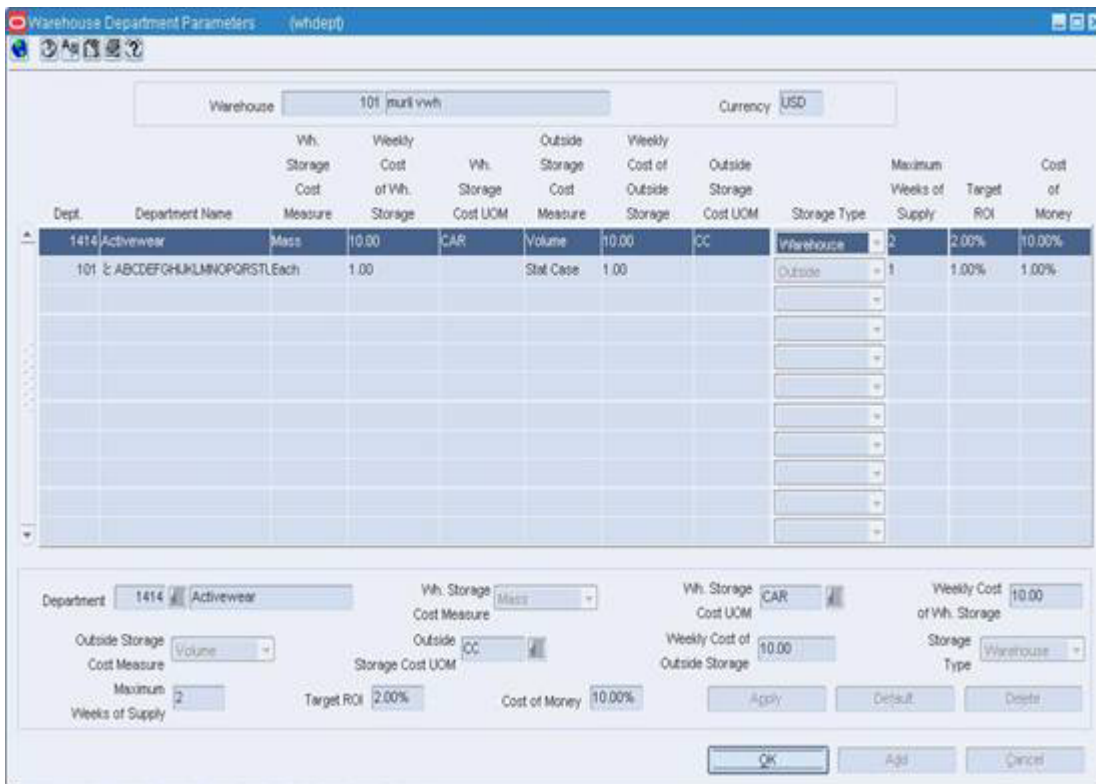 Warehouse Department Parameters (whdept)
Warehouse 101 murli vwh Currency USD
Wh. Weekly Outside Weekly
Storage Cost Wh. Storage Cost of Outside Maximum Cost
Cost of Wh. Storage Cost Outside Storage Weeks of Target of
Dept. Department Name Measure Storage Cost UOM Measure Storage Cost UOM Storage Type Supply ROI Money
1414 Activewear Mass 10.00 CAR Volume 10.00 CC Warehouse 2 2.00% 10.00%
101 Each 1.00 Stat Case 1.00 Outside 1 1.00% 1.00%
Department 1414 Activewear Wh. Storage Cost Measure Mass Wh. Storage Cost UOM CAR Weekly Cost of Wh. Storage 10.00
Outside Storage Cost Measure Volume Outside Storage Cost UOM CC Weekly Cost of Outside Storage 10.00 Storage Type Warehouse
Maximum Weeks of Supply 2 Target ROI 2.00% Cost of Money 10.00% Apply Default Delete
OK Add Cancel